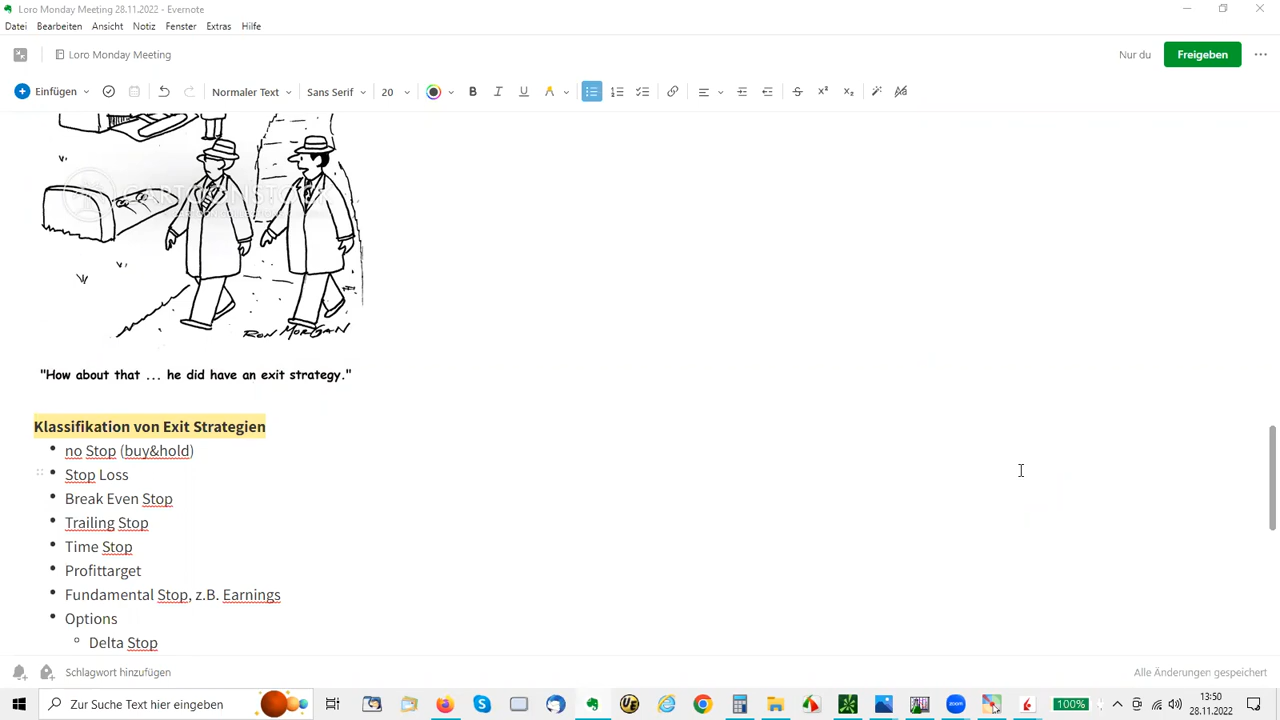 Loro Monday Meeting 28.11.2022 - Evernote
Datei Bearbeiten Ansicht Notiz Fenster Extras Hilfe
Loro Monday Meeting Nur du Freigeben
Einfügen Normaler Text Sans Serif 20 B I U
CARTOONSTOCK
RON MORGAN
"How about that ... he did have an exit strategy."
Klassifikation von Exit Strategien
no Stop (buy&hold)
Stop Loss
Break Even Stop
Trailing Stop
Time Stop
Profittarget
Fundamental Stop, z.B. Earnings
Options
Delta Stop
Schlagwort hinzufügen Alle Änderungen gespeichert
Zur Suche Text hier eingeben 100% 13:50
28.11.2022